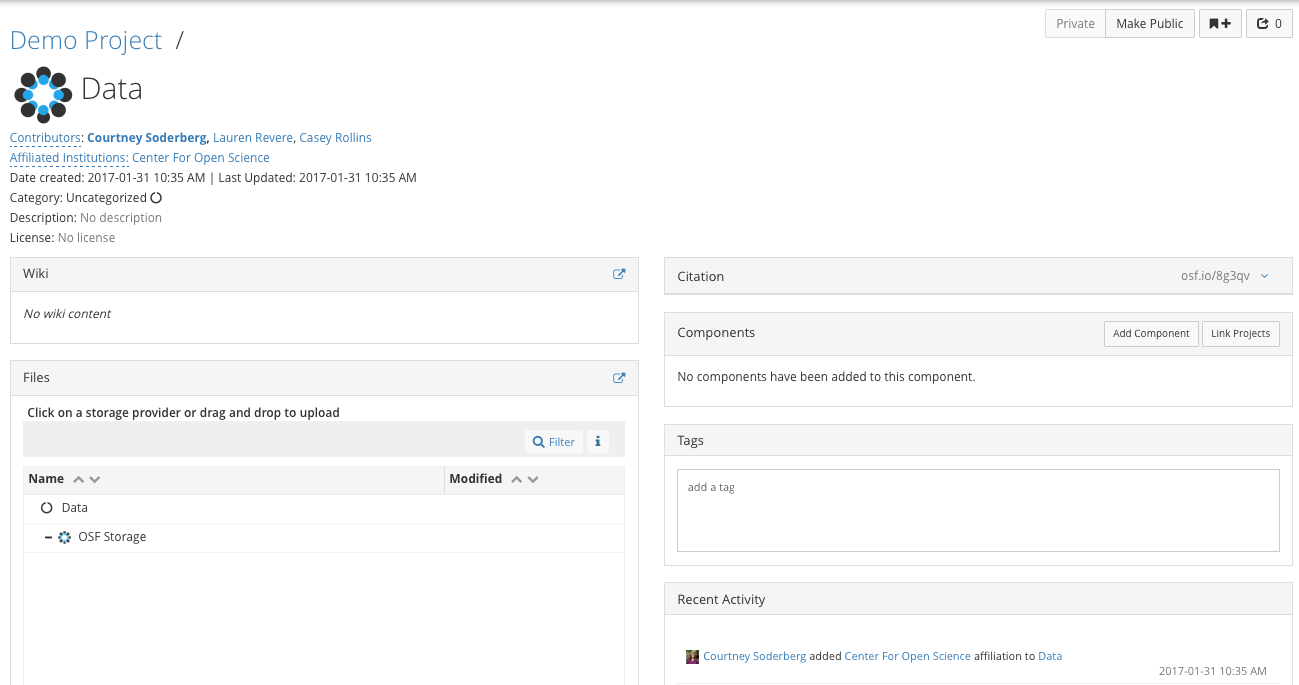 Private Make Public 0
Demo Project /
Data
Contributors: Courtney Soderberg, Lauren Revere, Casey Rollins
Affiliated Institutions: Center For Open Science
Date created: 2017-01-31 10:35 AM | Last Updated: 2017-01-31 10:35 AM
Category: Uncategorized
Description: No description
License: No license
Wiki
No wiki content
Files
Click on a storage provider or drag and drop to upload
Filter i
Name Modified
Data
OSF Storage
Citation osf.io/8g3qv
Components Add Component Link Projects
No components have been added to this component.
Tags
add a tag
Recent Activity
Courtney Soderberg added Center For Open Science affiliation to Data
2017-01-31 10:35 AM